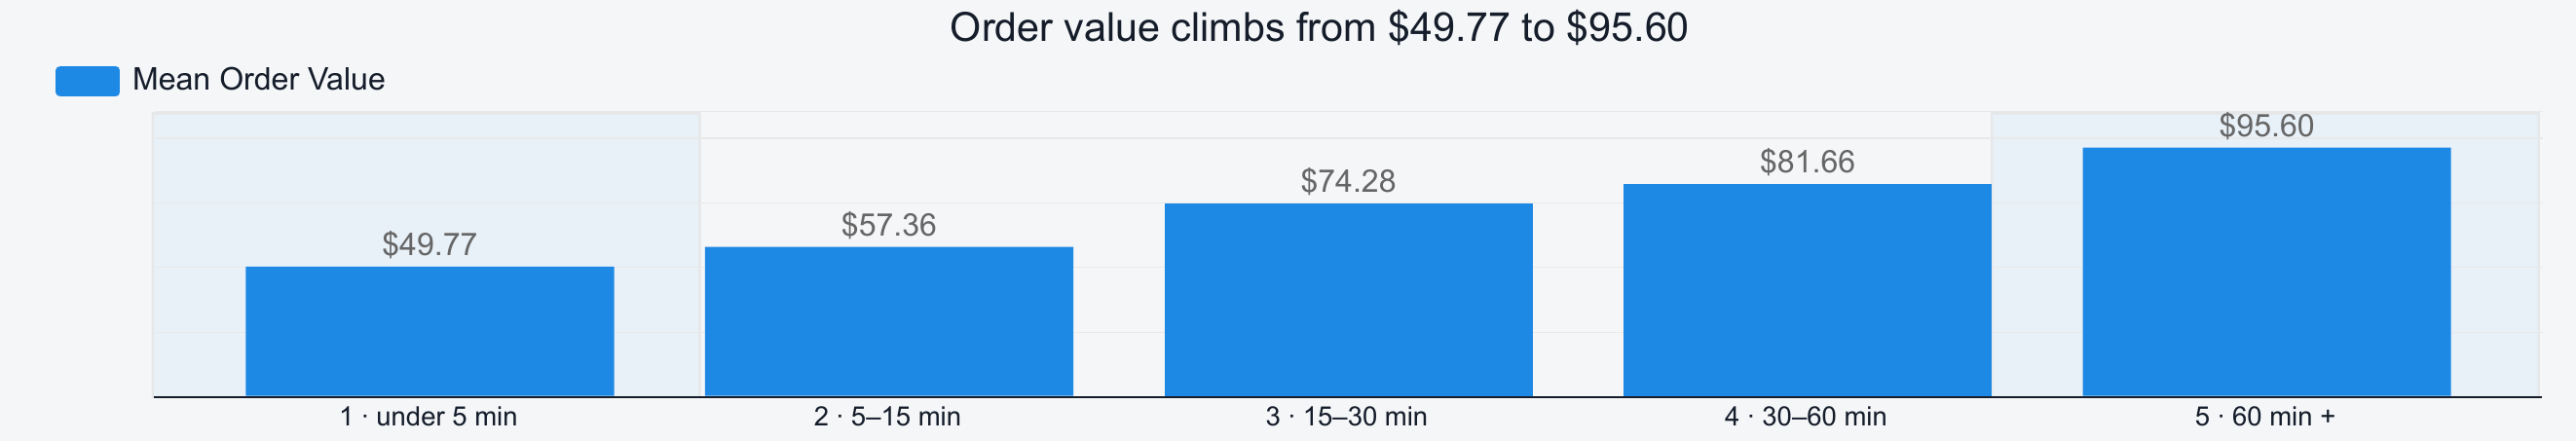 Order value climbs from $49.77 to $95.60
Mean Order Value
$49.77
$57.36
$74.28
$81.66
$95.60
1 · under 5 min
2 · 5–15 min
3 · 15–30 min
4 · 30–60 min
5 · 60 min +